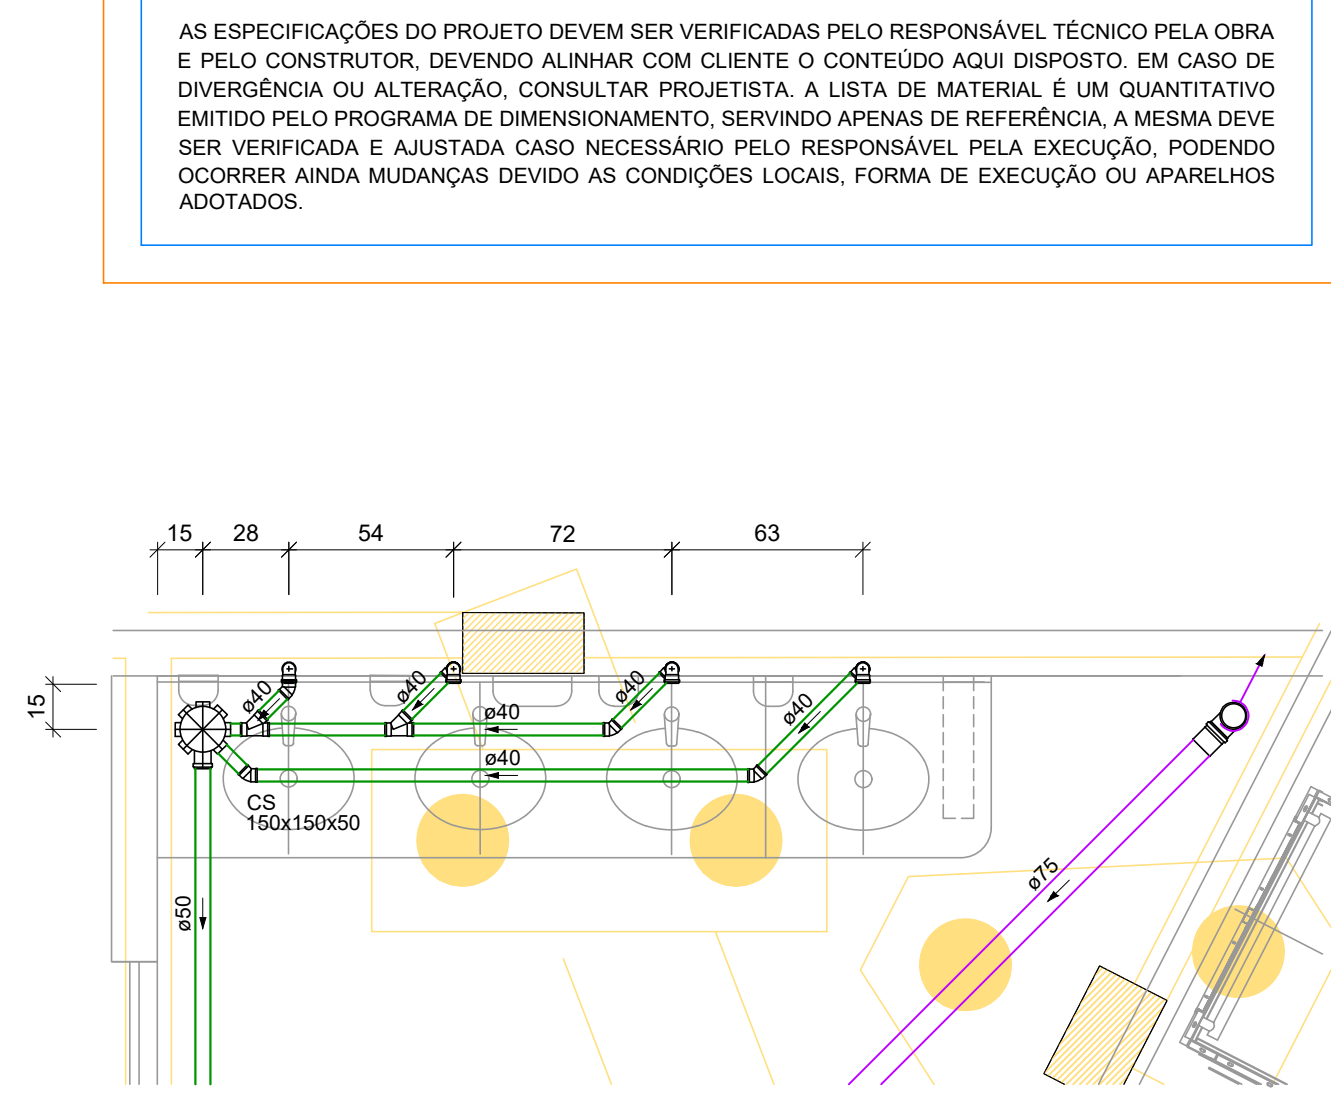 AS ESPECIFICAÇÕES DO PROJETO DEVEM SER VERIFICADAS PELO RESPONSÁVEL TÉCNICO PELA OBRA
E PELO CONSTRUTOR, DEVENDO ALINHAR COM CLIENTE O CONTEÚDO AQUI DISPOSTO. EM CASO DE
DIVERGÊNCIA OU ALTERAÇÃO, CONSULTAR PROJETISTA. A LISTA DE MATERIAL É UM QUANTITATIVO
EMITIDO PELO PROGRAMA DE DIMENSIONAMENTO, SERVINDO APENAS DE REFERÊNCIA, A MESMA DEVE
SER VERIFICADA E AJUSTADA CASO NECESSÁRIO PELO RESPONSÁVEL PELA EXECUÇÃO, PODENDO
OCORRER AINDA MUDANÇAS DEVIDO AS CONDIÇÕES LOCAIS, FORMA DE EXECUÇÃO OU APARELHOS
ADOTADOS.
15 28 54 72 63
15
ø40 ø40 ø40 ø40
ø40
ø40
CS
150x150x50
ø50
ø75